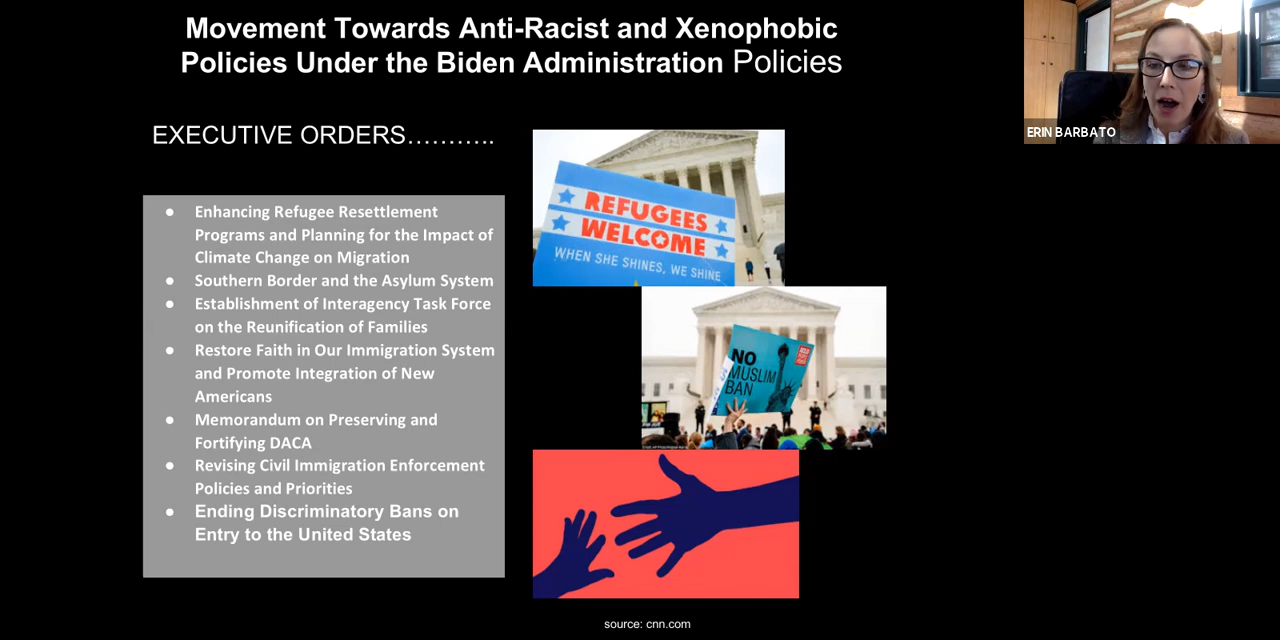 Movement Towards Anti-Racist and Xenophobic
Policies Under the Biden Administration Policies
ERIN BARBATO
EXECUTIVE ORDERS………..
● Enhancing Refugee Resettlement
Programs and Planning for the Impact of
Climate Change on Migration
● Southern Border and the Asylum System
● Establishment of Interagency Task Force
on the Reunification of Families
● Restore Faith in Our Immigration System
and Promote Integration of New
Americans
● Memorandum on Preserving and
Fortifying DACA
● Revising Civil Immigration Enforcement
Policies and Priorities
● Ending Discriminatory Bans on
Entry to the United States
REFUGEES
WELCOME
WHEN SHE SHINES, WE SHINE
NO
MUSLIM
BAN
source: cnn.com